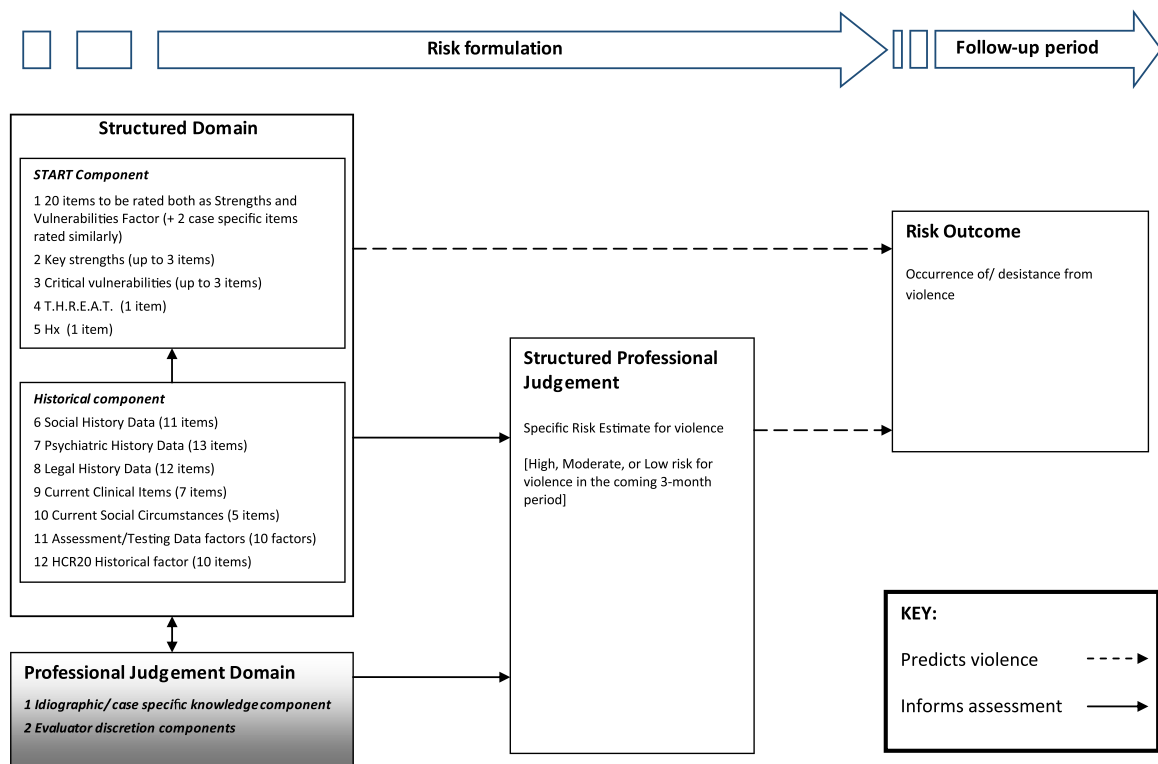 Risk formulation
Follow-up period
Structured Domain
START Component
1 20 items to be rated both as Strengths and
Vulnerabilities Factor (+ 2 case specific items
rated similarly)
2 Key strengths (up to 3 items)
3 Critical vulnerabilities (up to 3 items)
4 T.H.R.E.A.T. (1 item)
5 Hx (1 item)
Historical component
6 Social History Data (11 items)
7 Psychiatric History Data (13 items)
8 Legal History Data (12 items)
9 Current Clinical Items (7 items)
10 Current Social Circumstances (5 items)
11 Assessment/Testing Data factors (10 factors)
12 HCR20 Historical factor (10 items)
Professional Judgement Domain
1 Idiographic/ case specific knowledge component
2 Evaluator discretion components
Structured Professional
Judgement
Specific Risk Estimate for violence
[High, Moderate, or Low risk for
violence in the coming 3-month
period]
Risk Outcome
Occurrence of/ desistance from
violence
KEY:
Predicts violence
Informs assessment